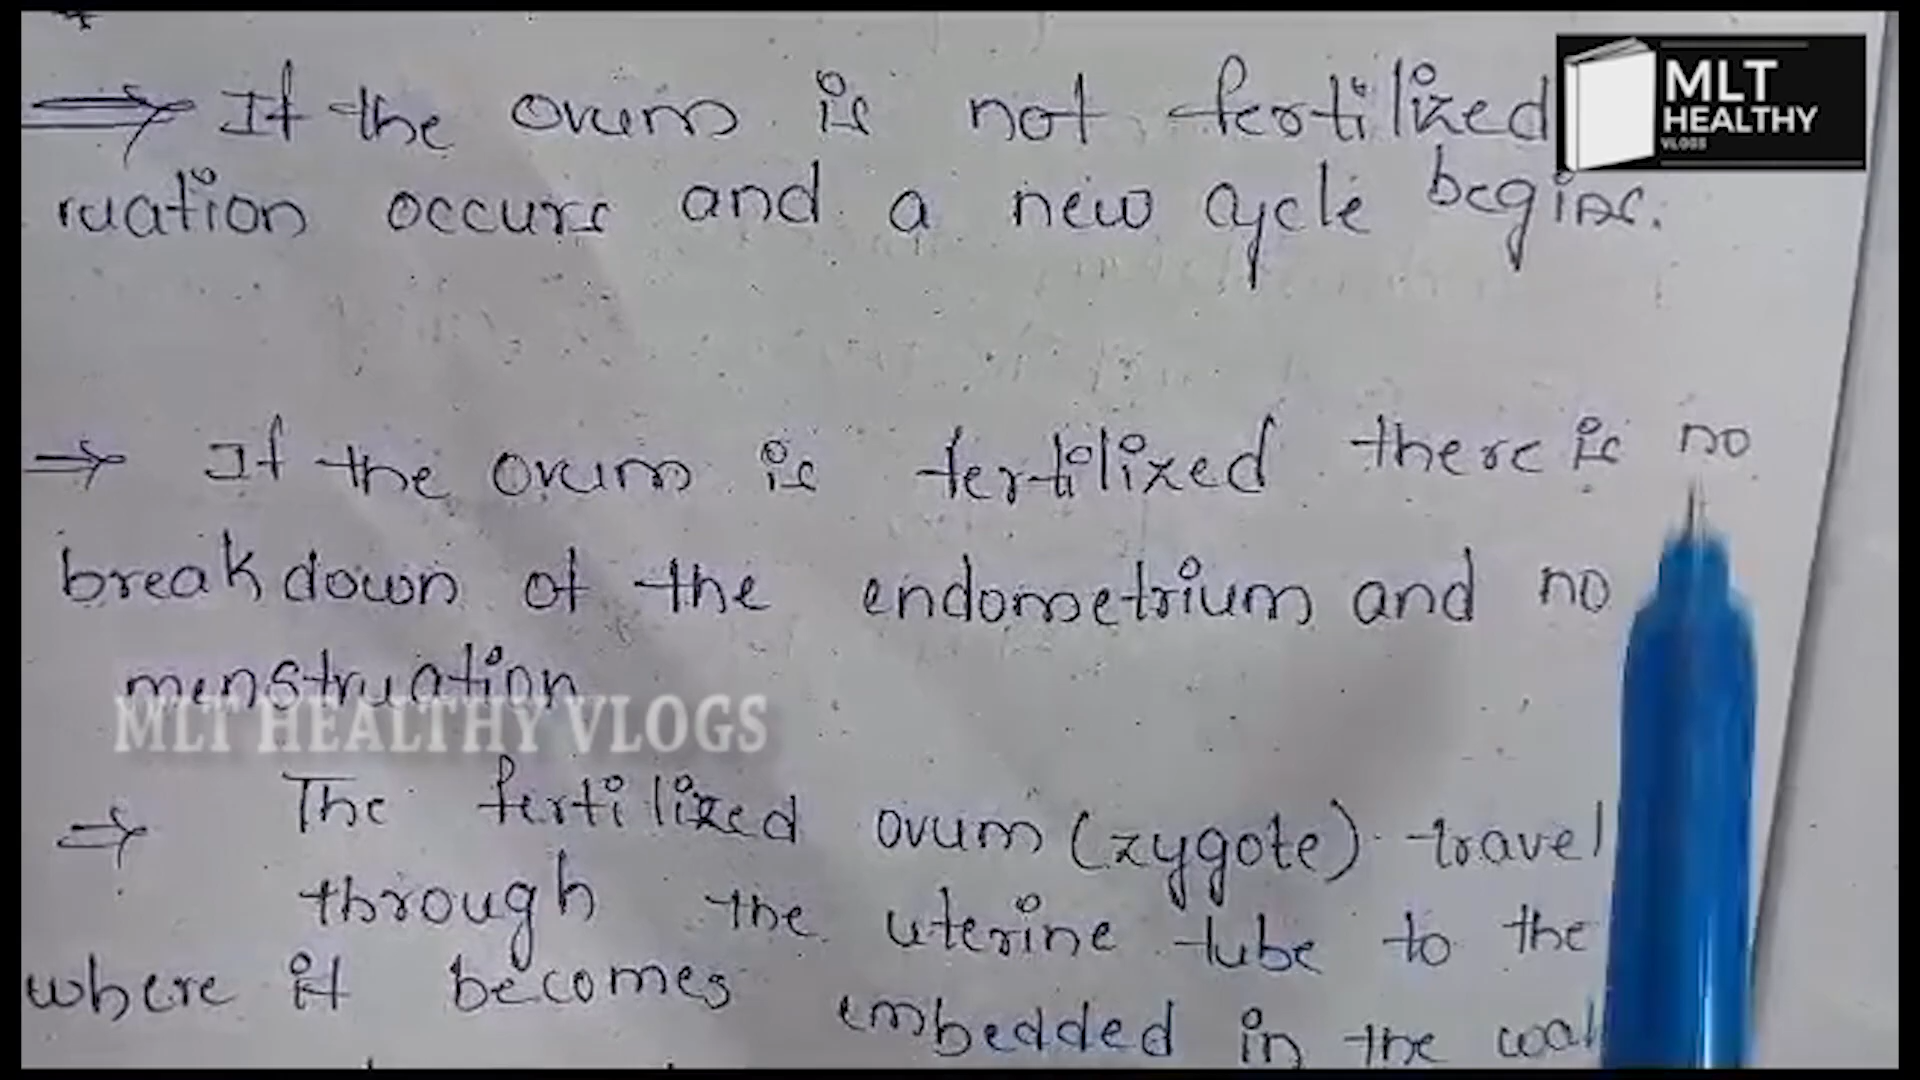 ⇒ If the ovum is not fertilized
ruation occurs and a new cycle begins.
⇒ If the ovum is fertilized there is no
breakdown of the endometrium and no
menstruation
⇒ The fertilized ovum (zygote) travel
through the uterine tube to the
where it becomes embedded in the wall
MLT HEALTHY VLOGS
MLT
HEALTHY
VLOGS